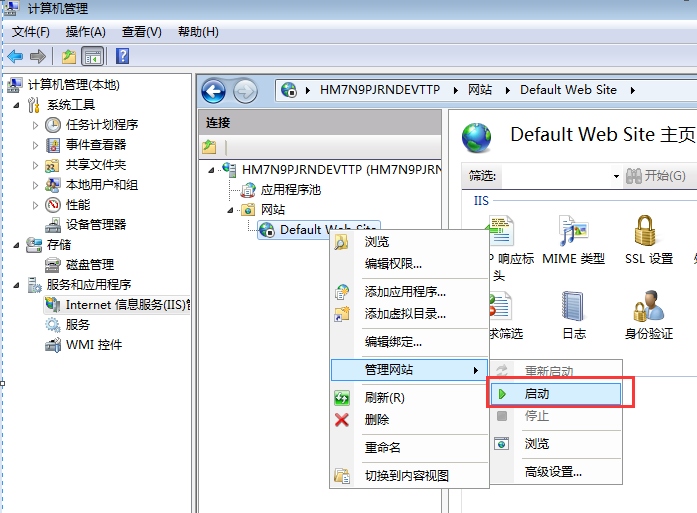 计算机管理
文件(F) 操作(A) 查看(V) 帮助(H)
计算机管理(本地)
系统工具
任务计划程序
事件查看器
共享文件夹
本地用户和组
性能
设备管理器
存储
磁盘管理
服务和应用程序
Internet 信息服务(IIS)管
服务
WMI 控件
HM7N9PJRNDEVTTP 网站 Default Web Site
连接
HM7N9PJRNDEVTTP (HM7N9PJRN
应用程序池
网站
Default Web Site
浏览
编辑权限...
添加应用程序...
添加虚拟目录...
编辑绑定...
管理网站
刷新(R)
删除
重命名
切换到内容视图
重新启动
启动
停止
浏览
高级设置...
Default Web Site 主页
筛选: 开始(G)
IIS
P 响应标头
MIME 类型
SSL 设置
求筛选
日志
身份验证